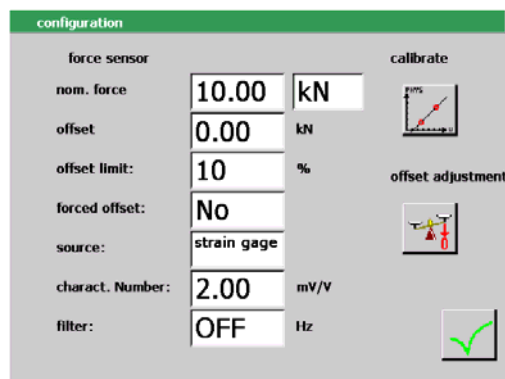 configuration
force sensor
calibrate
nom. force 10.00 kN
PHYS
U
offset 0.00 kN
offset limit: 10 %
offset adjustment
forced offset: No
source: strain gage
charact. Number: 2.00 mV/V
filter: OFF Hz